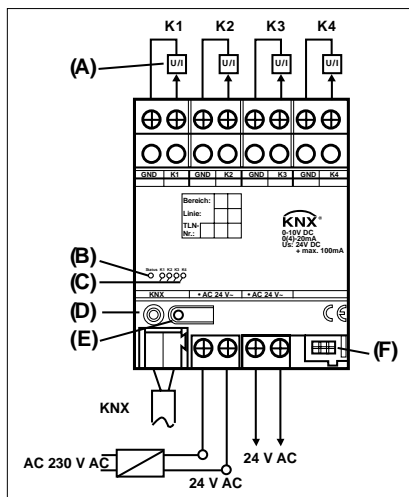 K1 K2 K3 K4
(A) U/I U/I U/I U/I
GND K1 GND K2 GND K3 GND K4
Bereich:
Linie:
TLN-
Nr.:
KNX®
0-10V DC
0(4)-20mA
Us: 24V DC
+ max. 100mA
(B) Status K1 K2 K3 K4
(C)
KNX • AC 24 V~ • AC 24 V~
(D)
(E)
CE
(F)
KNX
AC 230 V AC
24 V AC
24 V AC